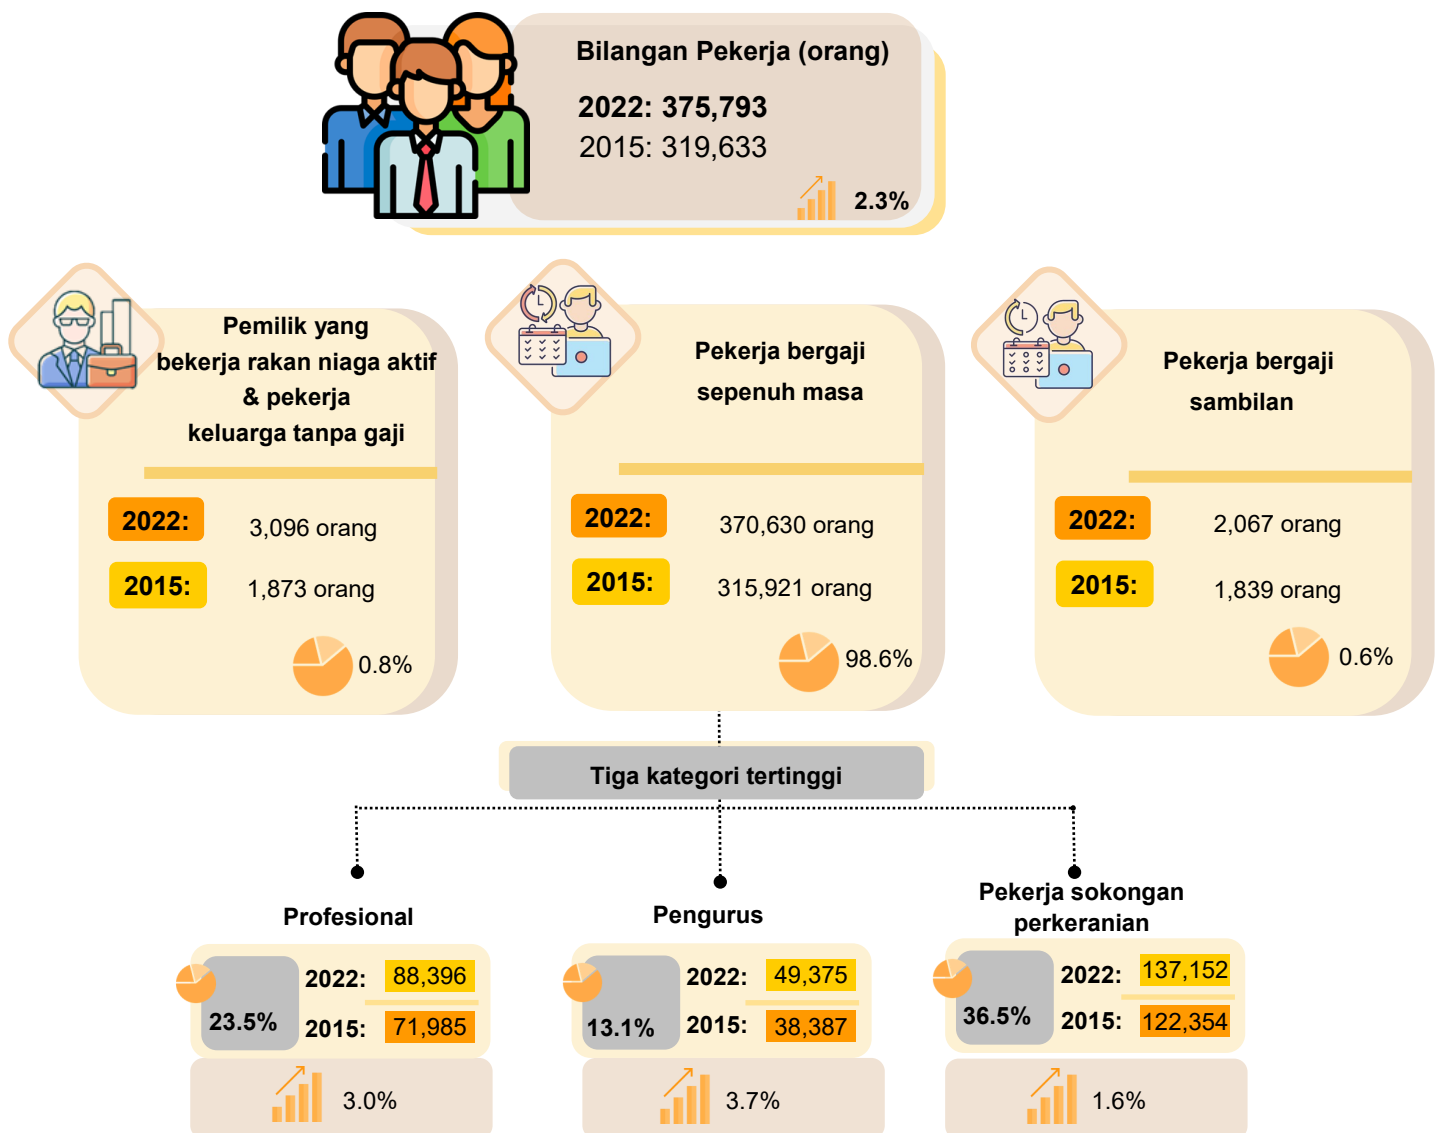 Bilangan Pekerja (orang)
2022: 375,793
2015: 319,633
2.3%
Pemilik yang
bekerja rakan niaga aktif
& pekerja
keluarga tanpa gaji
2022: 3,096 orang
2015: 1,873 orang
0.8%
Pekerja bergaji
sepenuh masa
2022: 370,630 orang
2015: 315,921 orang
98.6%
Pekerja bergaji
sambilan
2022: 2,067 orang
2015: 1,839 orang
0.6%
Tiga kategori tertinggi
Profesional
23.5%
2022: 88,396
2015: 71,985
3.0%
Pengurus
13.1%
2022: 49,375
2015: 38,387
3.7%
Pekerja sokongan
perkeranian
36.5%
2022: 137,152
2015: 122,354
1.6%